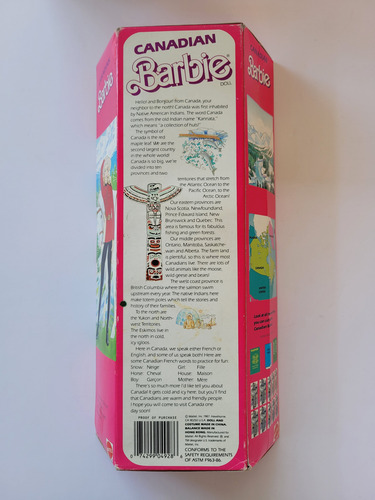 CANADIAN
Barbie®
DOLL
Hello! and Bonjour! from Canada, your
neighbor to the north! Canada was first inhabited
by Native American Indians. The word Canada
comes from the old Indian name "Kannata,"
which means "a collection of huts."
The symbol of
Canada is the red
maple leaf. We are the
second largest country
in the whole world!
Canada is so big, we're
divided into ten
provinces and two
territories that stretch from
the Atlantic Ocean to the
Pacific Ocean, to the
Arctic Ocean!
Our eastern provinces are
Nova Scotia, Newfoundland,
Prince Edward Island, New
Brunswick and Quebec. This
area is famous for its fabulous
fishing and green forests.
Our middle provinces are
Ontario, Manitoba, Saskatche-
wan and Alberta. The farm land
is plentiful, so this is where most
Canadians live. There are lots of
wild animals like the moose,
wild geese and bears!
The west coast province is
British Columbia where the salmon swim
upstream every year. The native Indians here
make totem poles which tell the stories and
history of their families.
To the north are
the Yukon and North-
west Territories.
The Eskimos live in
the north in cold,
icy igloos.
Here in Canada, we speak either French or
English, and some of us speak both! Here are
some Canadian French words to practice for fun:
Snow: Neige Girl: Fille
Horse: Cheval House: Maison
Boy: Garçon Mother: Mère
There's so much more I'd like to tell you about
Canada! It gets cold and icy here, but you'll find
that Canadians are warm and friendly people.
I hope you will come to visit Canada one
day soon!
PROOF OF PURCHASE
0 74299 04928
CONFORMS TO THE
SAFETY REQUIREMENTS
OF ASTM F963-86
CANADIAN
Barbie